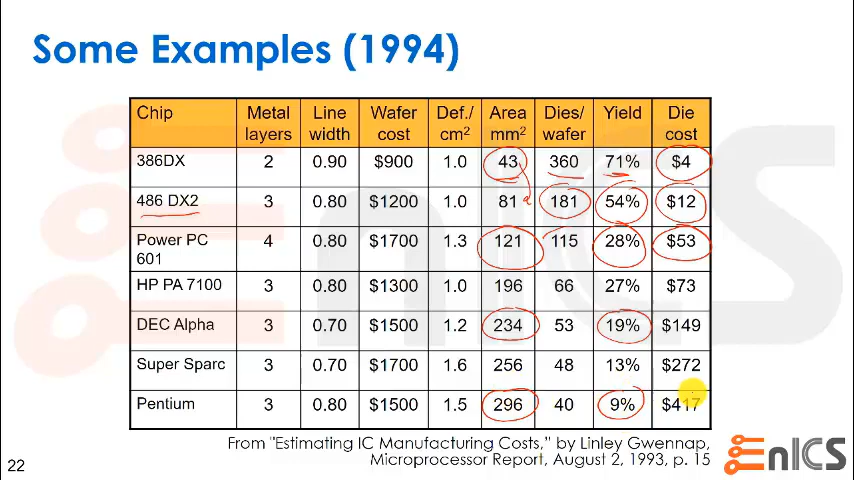 Some Examples (1994)
Chip Metal layers Line width Wafer cost Def./ cm² Area mm² Dies/ wafer Yield Die cost
386DX 2 0.90 $900 1.0 43 360 71% $4
486 DX2 3 0.80 $1200 1.0 81 181 54% $12
Power PC 601 4 0.80 $1700 1.3 121 115 28% $53
HP PA 7100 3 0.80 $1300 1.0 196 66 27% $73
DEC Alpha 3 0.70 $1500 1.2 234 53 19% $149
Super Sparc 3 0.70 $1700 1.6 256 48 13% $272
Pentium 3 0.80 $1500 1.5 296 40 9% $417
From "Estimating IC Manufacturing Costs,” by Linley Gwennap,
Microprocessor Report, August 2, 1993, p. 15
22
EnICS